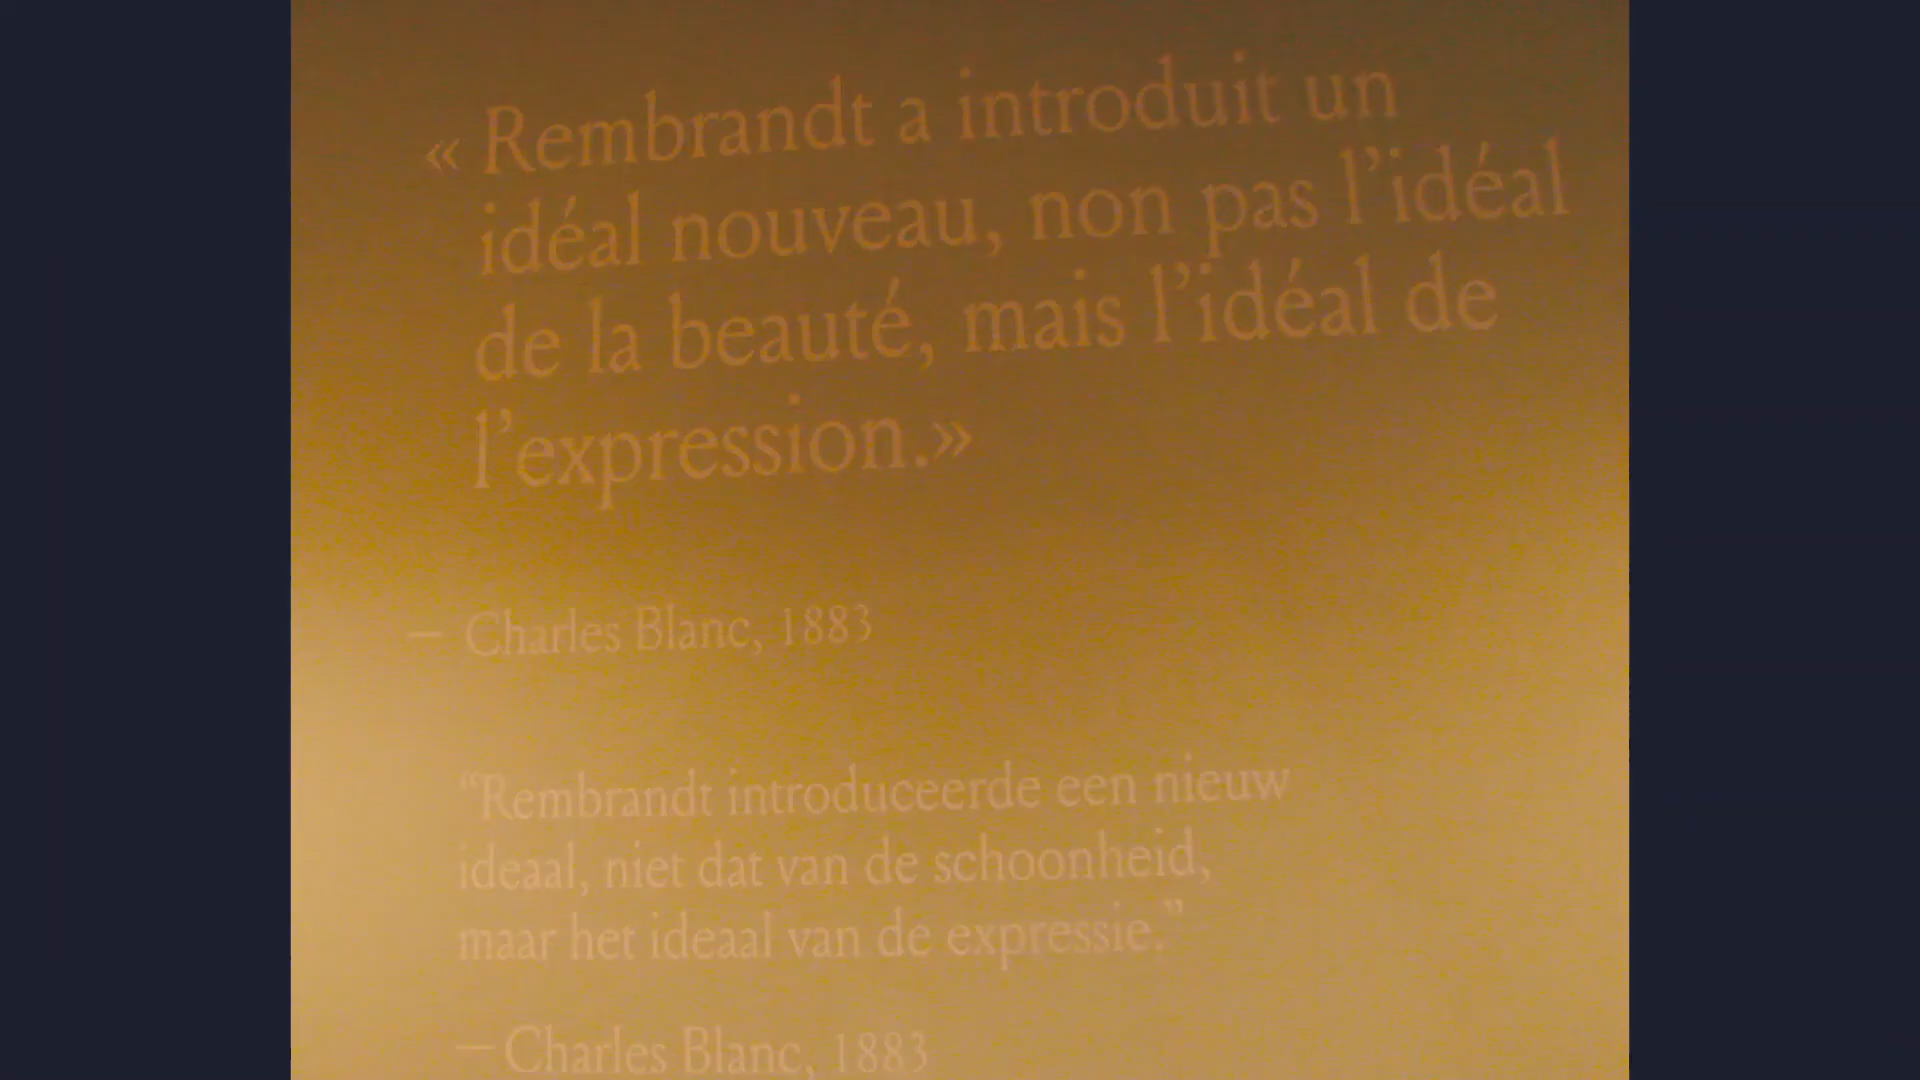 « Rembrandt a introduit un
idéal nouveau, non pas l’idéal
de la beauté, mais l’idéal de
l’expression.»
— Charles Blanc, 1883
“Rembrandt introduceerde een nieuw
ideaal, niet dat van de schoonheid,
maar het ideaal van de expressie.”
— Charles Blanc, 1883